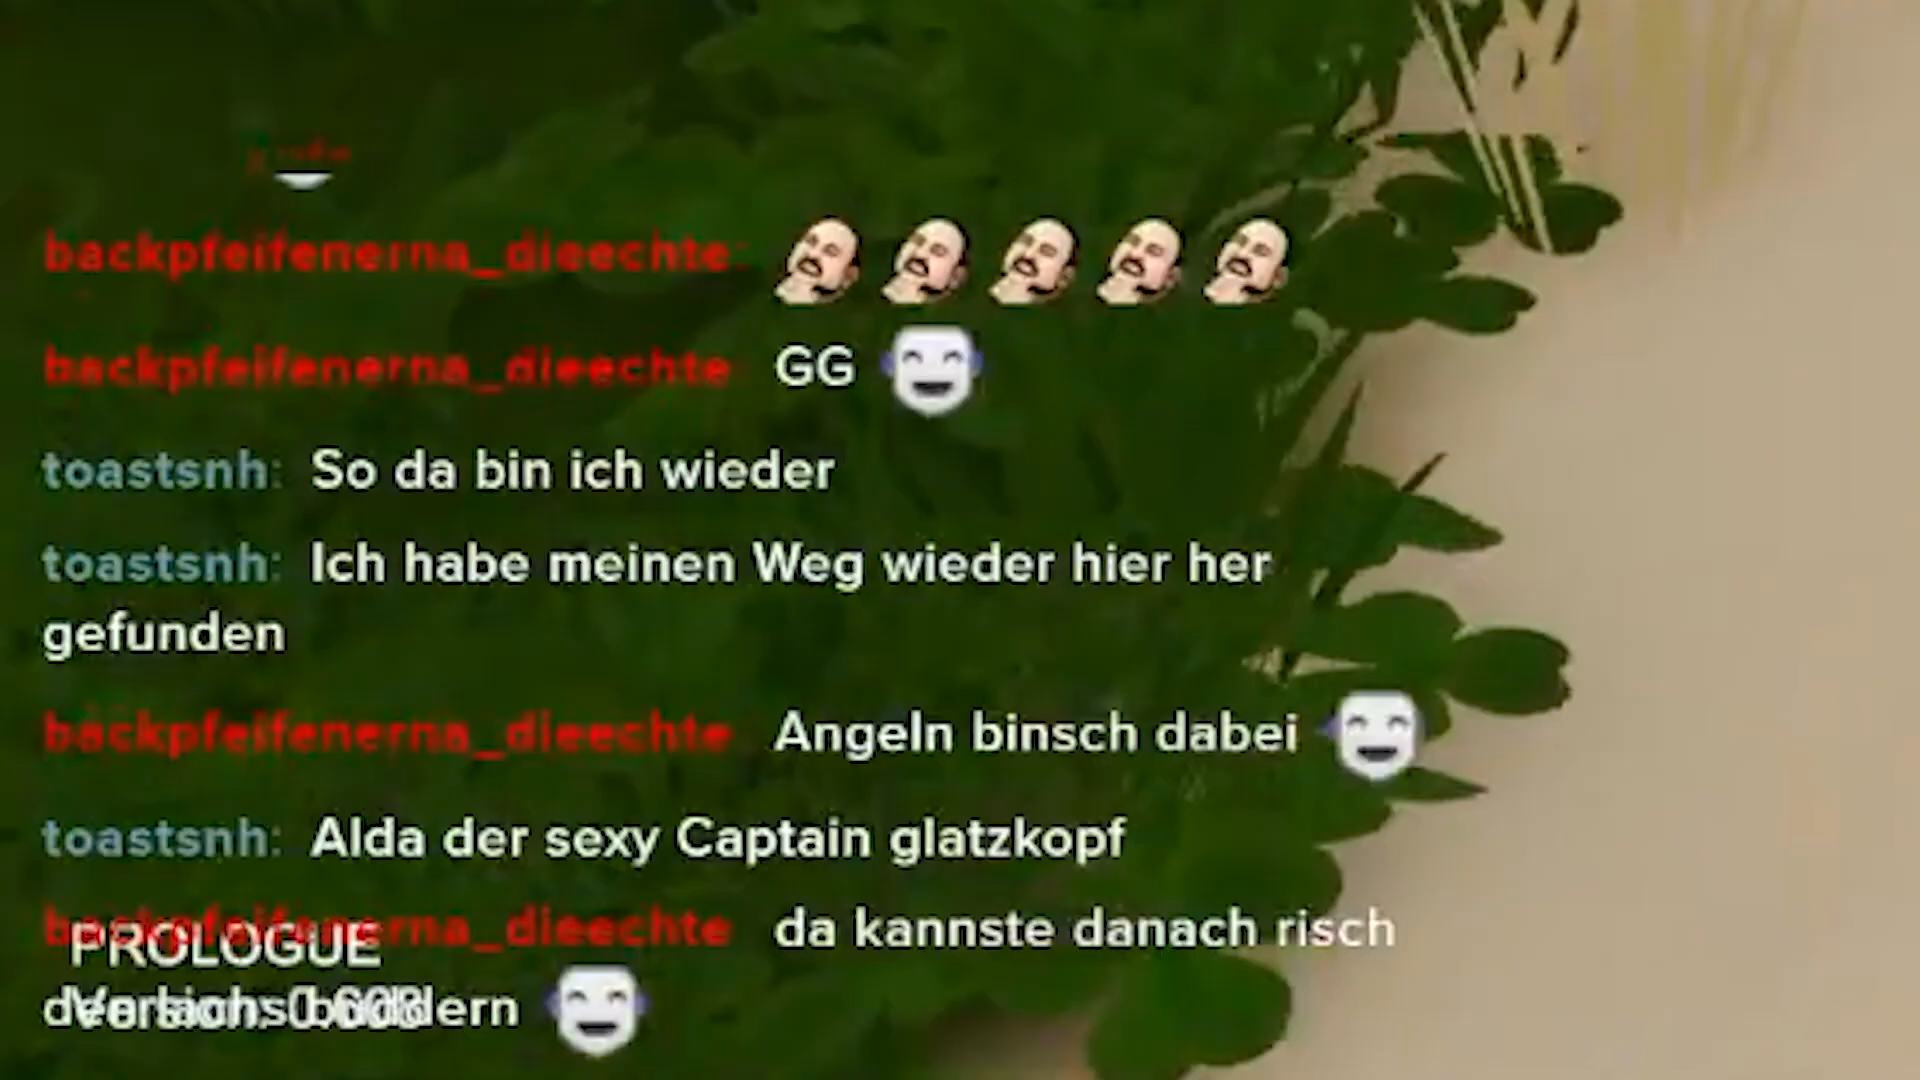 backpfeifenerna_dieechte:
backpfeifenerna_dieechte GG
toastsnh: So da bin ich wieder
toastsnh: Ich habe meinen Weg wieder hier her
gefunden
backpfeifenerna_dieechte Angeln binsch dabei
toastsnh: Alda der sexy Captain glatzkopf
backpfeifenerna_dieechte da kannste danach risch
PROLOGUE